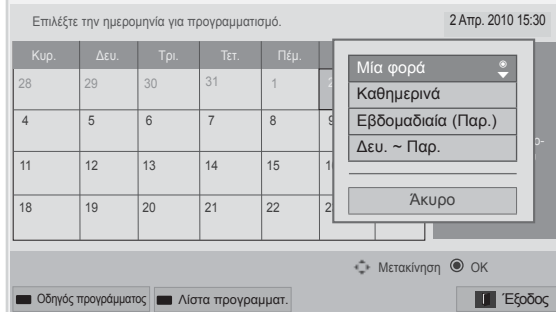 Επιλέξτε την ημερομηνία για προγραμματισμό.
2 Απρ. 2010 15:30
Κυρ. Δευ. Τρι. Τετ. Πέμ.
28 29 30 31 1 2
4 5 6 7 8 9
11 12 13 14 15
18 19 20 21 22
Μία φορά
Καθημερινά
Εβδομαδιαία (Παρ.)
Δευ. ~ Παρ.
Άκυρο
Μετακίνηση OK
Οδηγός προγράμματος Λίστα προγραμματ. Έξοδος